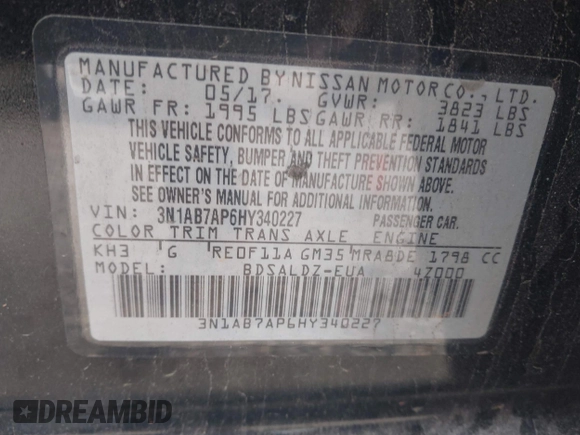 MANUFACTURED BY NISSAN MOTOR CO., LTD.
DATE: 05/17. GVWR: 3823 LBS
GAWR FR: 1995 LBS GAWR RR: 1841 LBS
THIS VEHICLE CONFORMS TO ALL APPLICABLE FEDERAL MOTOR
VEHICLE SAFETY, BUMPER AND THEFT PREVENTION STANDARDS
IN EFFECT ON THE DATE OF MANUFACTURE SHOWN ABOVE.
SEE OWNER'S MANUAL FOR ADDITIONAL INFORMATION.
VIN: 3N1AB7AP6HY340227 PASSENGER CAR.
COLOR TRIM TRANS AXLE ENGINE
KH3 G RE0F11A GM35 MRA8DE 1798 CC
MODEL: BDSALDZ-EUA 4Z000
3N1AB7AP6HY340227
DREAMBID